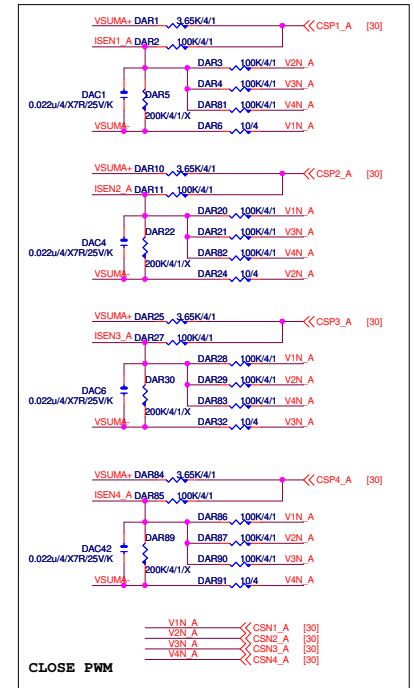 VSUMA+ DAR1 3.65K/4/1 CSP1_A [30]
ISEN1_A DAR2 100K/4/1
DAR3 100K/4/1 V2N_A
DAC1 DAR5 DAR4 100K/4/1 V3N_A
0.022u/4/X7R/25V/K DAR81 100K/4/1 V4N_A
200K/4/1/X
VSUMA- DAR6 10/4 V1N_A
VSUMA+ DAR10 3.65K/4/1 CSP2_A [30]
ISEN2_A DAR11 100K/4/1
DAR20 100K/4/1 V1N_A
DAC4 DAR22 DAR21 100K/4/1 V3N_A
0.022u/4/X7R/25V/K DAR82 100K/4/1 V4N_A
200K/4/1/X
VSUMA- DAR24 10/4 V2N_A
VSUMA+ DAR25 3.65K/4/1 CSP3_A [30]
ISEN3_A DAR27 100K/4/1
DAR28 100K/4/1 V1N_A
DAC6 DAR30 DAR29 100K/4/1 V2N_A
0.022u/4/X7R/25V/K DAR83 100K/4/1 V4N_A
200K/4/1/X
VSUMA- DAR32 10/4 V3N_A
VSUMA+ DAR84 3.65K/4/1 CSP4_A [30]
ISEN4_A DAR85 100K/4/1
DAR86 100K/4/1 V1N_A
DAC42 DAR89 DAR87 100K/4/1 V2N_A
0.022u/4/X7R/25V/K DAR90 100K/4/1 V3N_A
200K/4/1/X
VSUMA- DAR91 10/4 V4N_A
V1N_A CSN1_A [30]
V2N_A CSN2_A [30]
V3N_A CSN3_A [30]
V4N_A CSN4_A [30]
CLOSE PWM